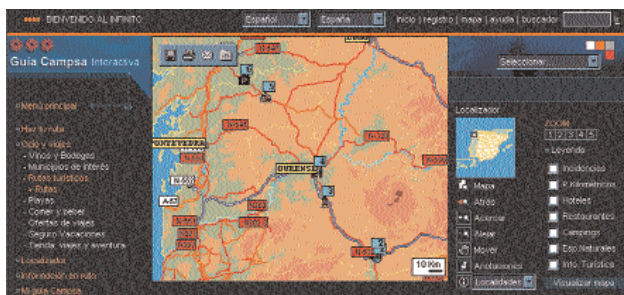 BIENVENIDO AL INFINITO
Español
España
inicio | registro | mapa | ayuda | buscador
Guía Campsa Interactiva
Seleccionar...
Menú principal
Haz tu ruta
Ocio y viajes
- Vinos y Bodegas
- Municipios de interés
- Rutas turísticas
» Rutas
- Playas
- Comer y beber
- Ofertas de viajes
- Seguro Vacaciones
- Tienda viajes y aventura
Localizador
Información en ruta
Mi guía Campsa
N-541
PONTEVEDRA
OURENSE
10 Km
Localizador
Mapa
Atrás
Acercar
Alejar
Mover
Anotaciones
Localidades
ZOOM
1 2 3 4 5
Leyenda
Incidencias
P. Kilométricos
Hoteles
Restaurantes
Campings
Esp. Naturales
Info. Turística
Visualizar mapa